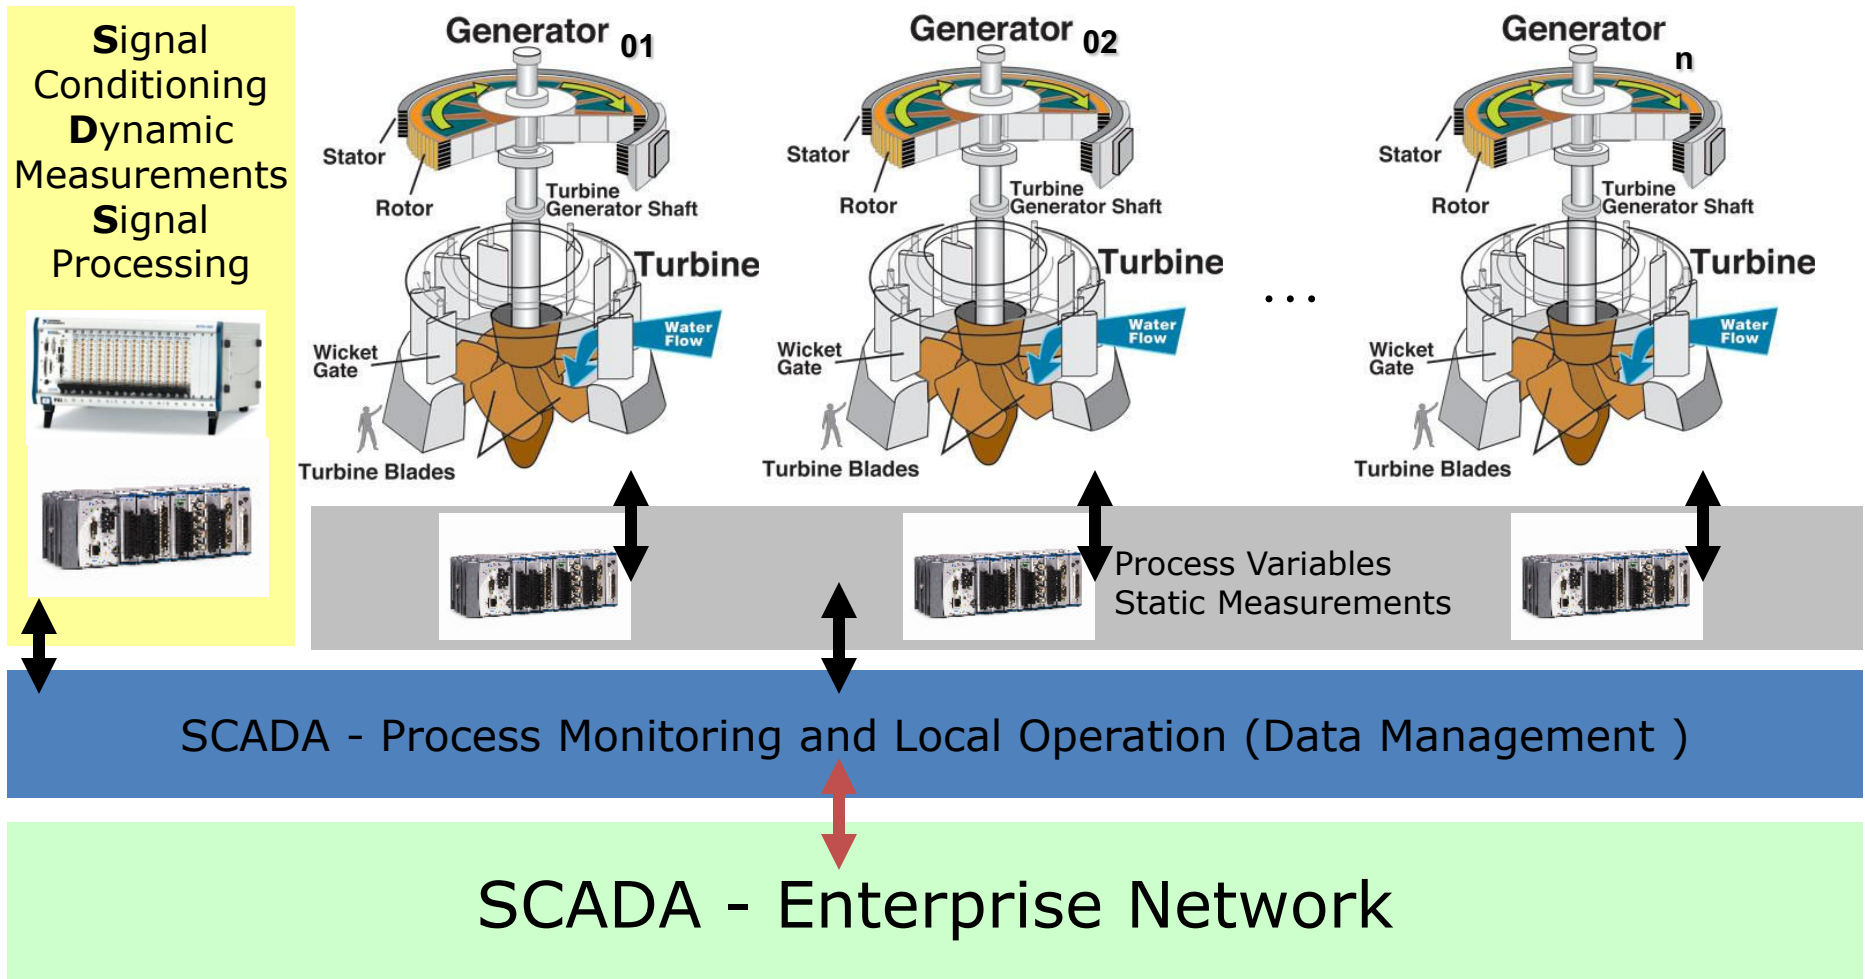 Signal
Conditioning
Dynamic
Measurements
Signal
Processing
Generator 01
Stator
Rotor
Turbine
Generator Shaft
Turbine
Water
Flow
Wicket
Gate
Turbine Blades
Generator 02
Stator
Rotor
Turbine
Generator Shaft
Turbine
Water
Flow
Wicket
Gate
Turbine Blades
...
Generator n
Stator
Rotor
Turbine
Generator Shaft
Turbine
Water
Flow
Wicket
Gate
Turbine Blades
Process Variables
Static Measurements
SCADA - Process Monitoring and Local Operation (Data Management )
SCADA - Enterprise Network